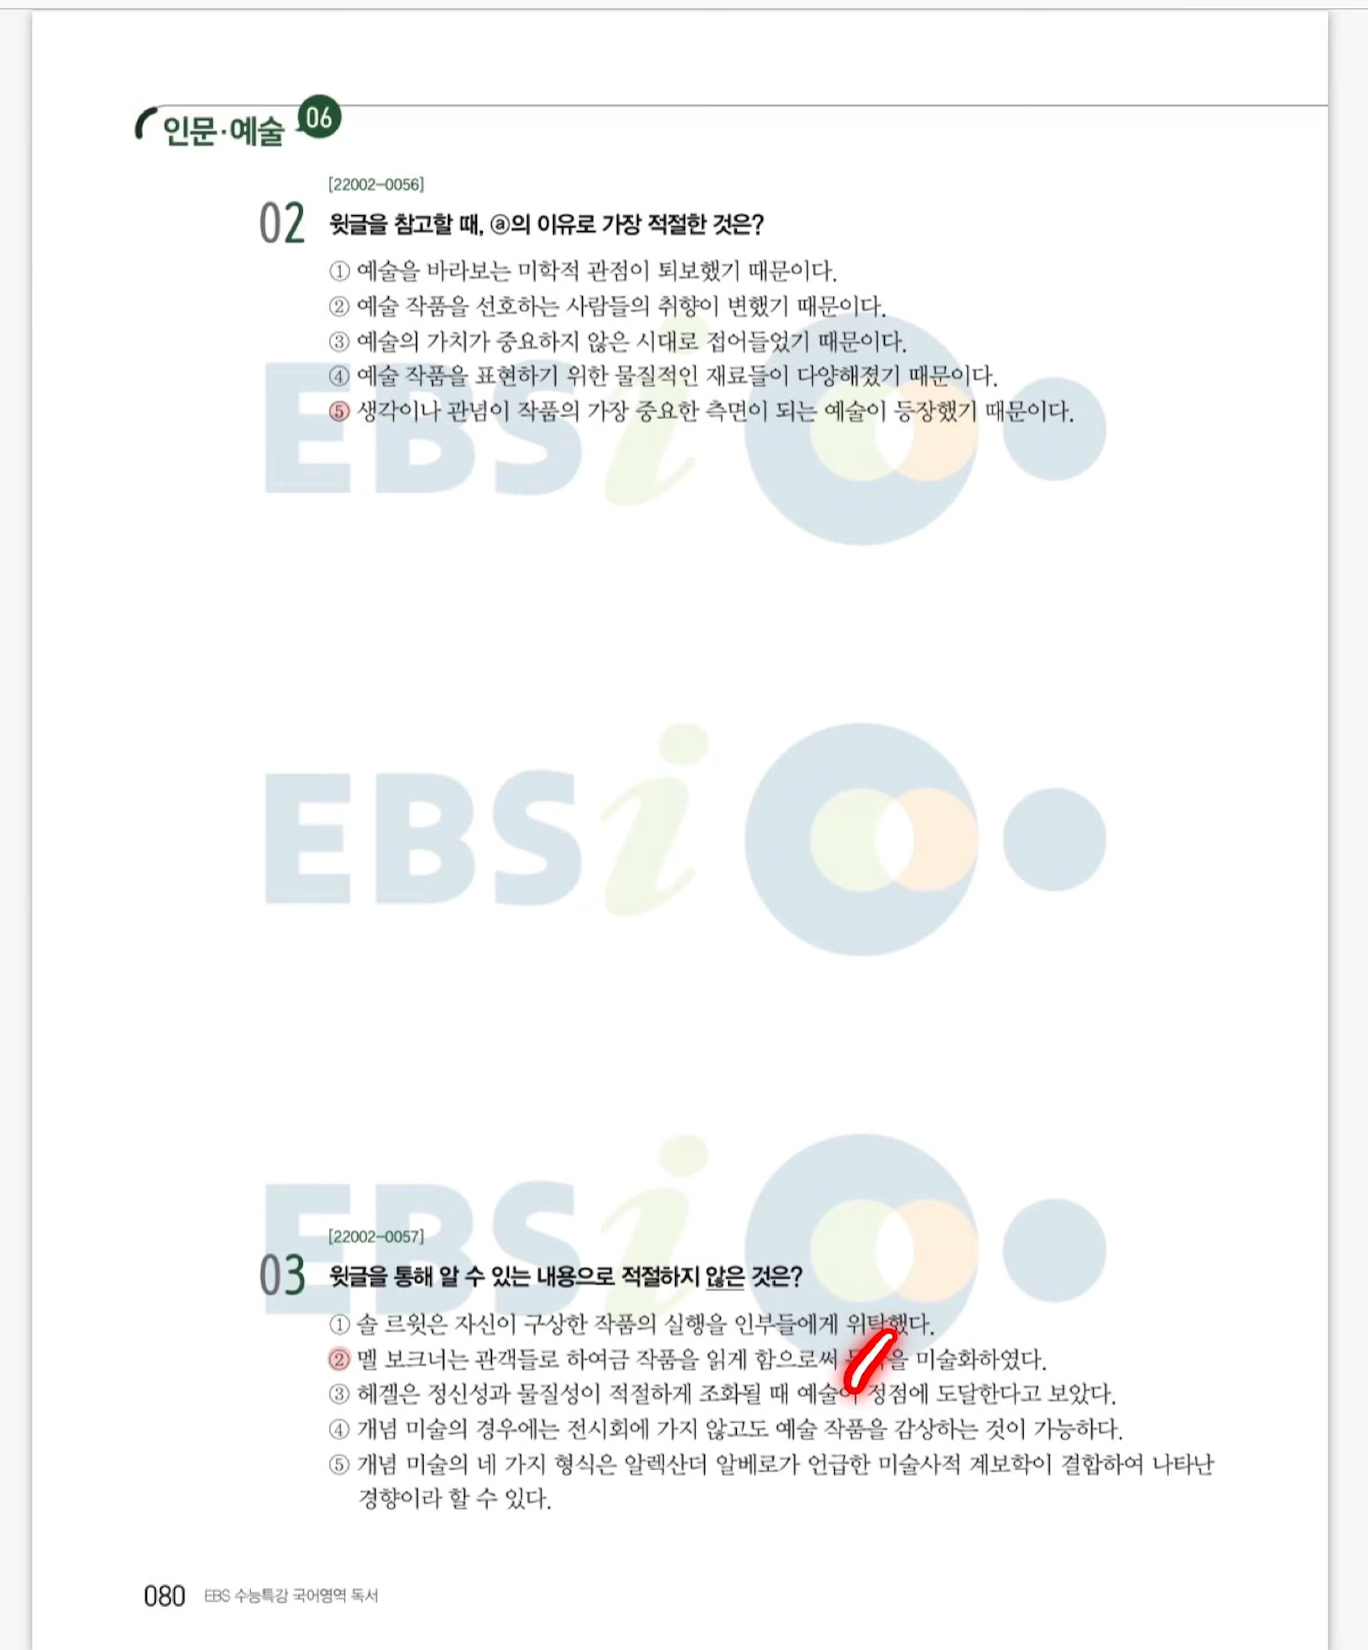 인문·예술 06
[22002-0056]
02 윗글을 참고할 때, ⓐ의 이유로 가장 적절한 것은?
① 예술을 바라보는 미학적 관점이 퇴보했기 때문이다.
② 예술 작품을 선호하는 사람들의 취향이 변했기 때문이다.
③ 예술의 가치가 중요하지 않은 시대로 접어들었기 때문이다.
④ 예술 작품을 표현하기 위한 물질적인 재료들이 다양해졌기 때문이다.
⑤ 생각이나 관념이 작품의 가장 중요한 측면이 되는 예술이 등장했기 때문이다.
EBSi
EBSi
EBSi
[22002-0057]
03 윗글을 통해 알 수 있는 내용으로 적절하지 않은 것은?
① 솔 르윗은 자신이 구상한 작품의 실행을 인부들에게 위탁했다.
② 멜 보크너는 관객들로 하여금 작품을 읽게 함으로써 미술화하였다.
③ 헤겔은 정신성과 물질성이 적절하게 조화될 때 예술이 정점에 도달한다고 보았다.
④ 개념 미술의 경우에는 전시회에 가지 않고도 예술 작품을 감상하는 것이 가능하다.
⑤ 개념 미술의 네 가지 형식은 알렉산더 알베로가 언급한 미술사적 계보학이 결합하여 나타난
경향이라 할 수 있다.
080 EBS 수능특강 국어영역 독서